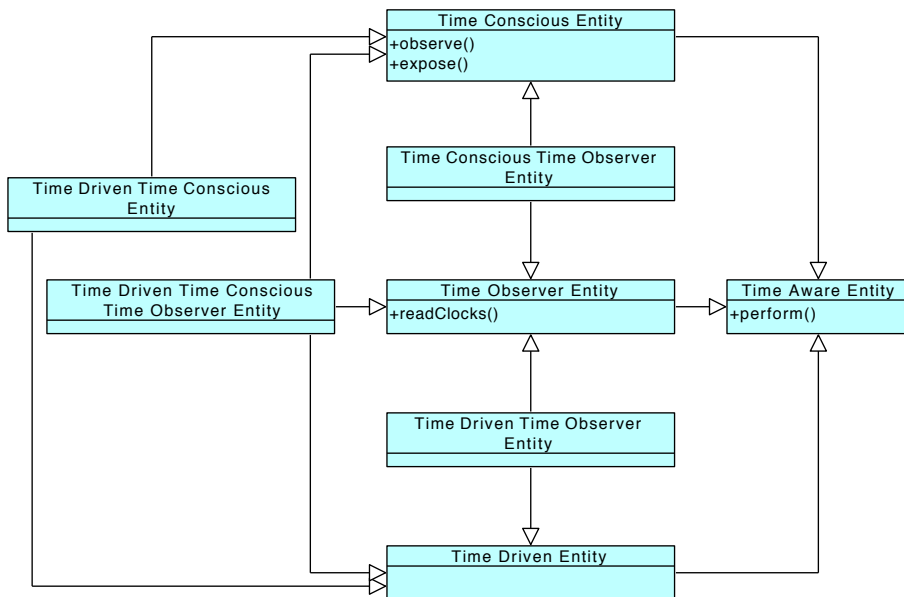 Time Conscious Entity
+observe()
+expose()
Time Conscious Time Observer
Entity
Time Driven Time Conscious
Entity
Time Driven Time Conscious
Time Observer Entity
Time Observer Entity
+readClocks()
Time Aware Entity
+perform()
Time Driven Time Observer
Entity
Time Driven Entity